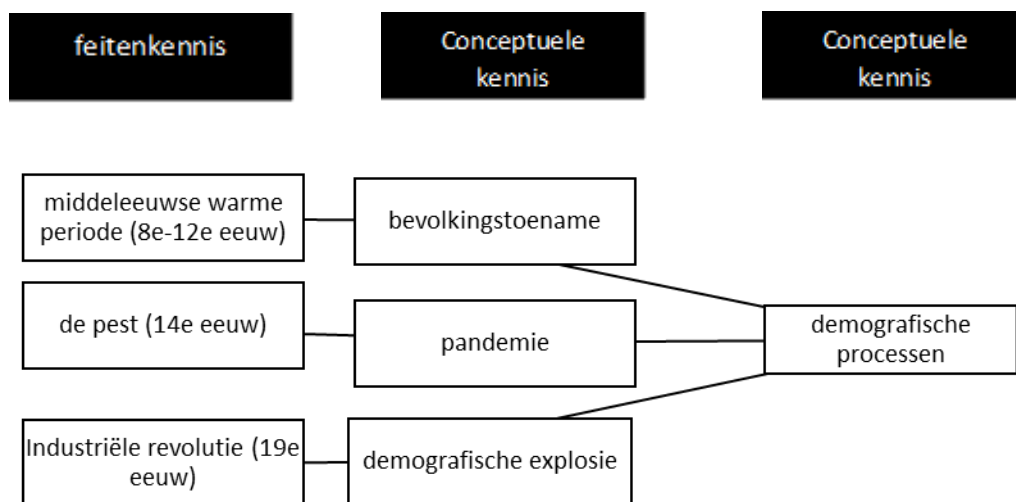 feitenkennis
Conceptuele
kennis
Conceptuele
kennis
middeleeuwse warme
periode (8e-12e eeuw)
bevolkingstoename
de pest (14e eeuw)
pandemie
demografische
processen
Industriële revolutie (19e
eeuw)
demografische explosie